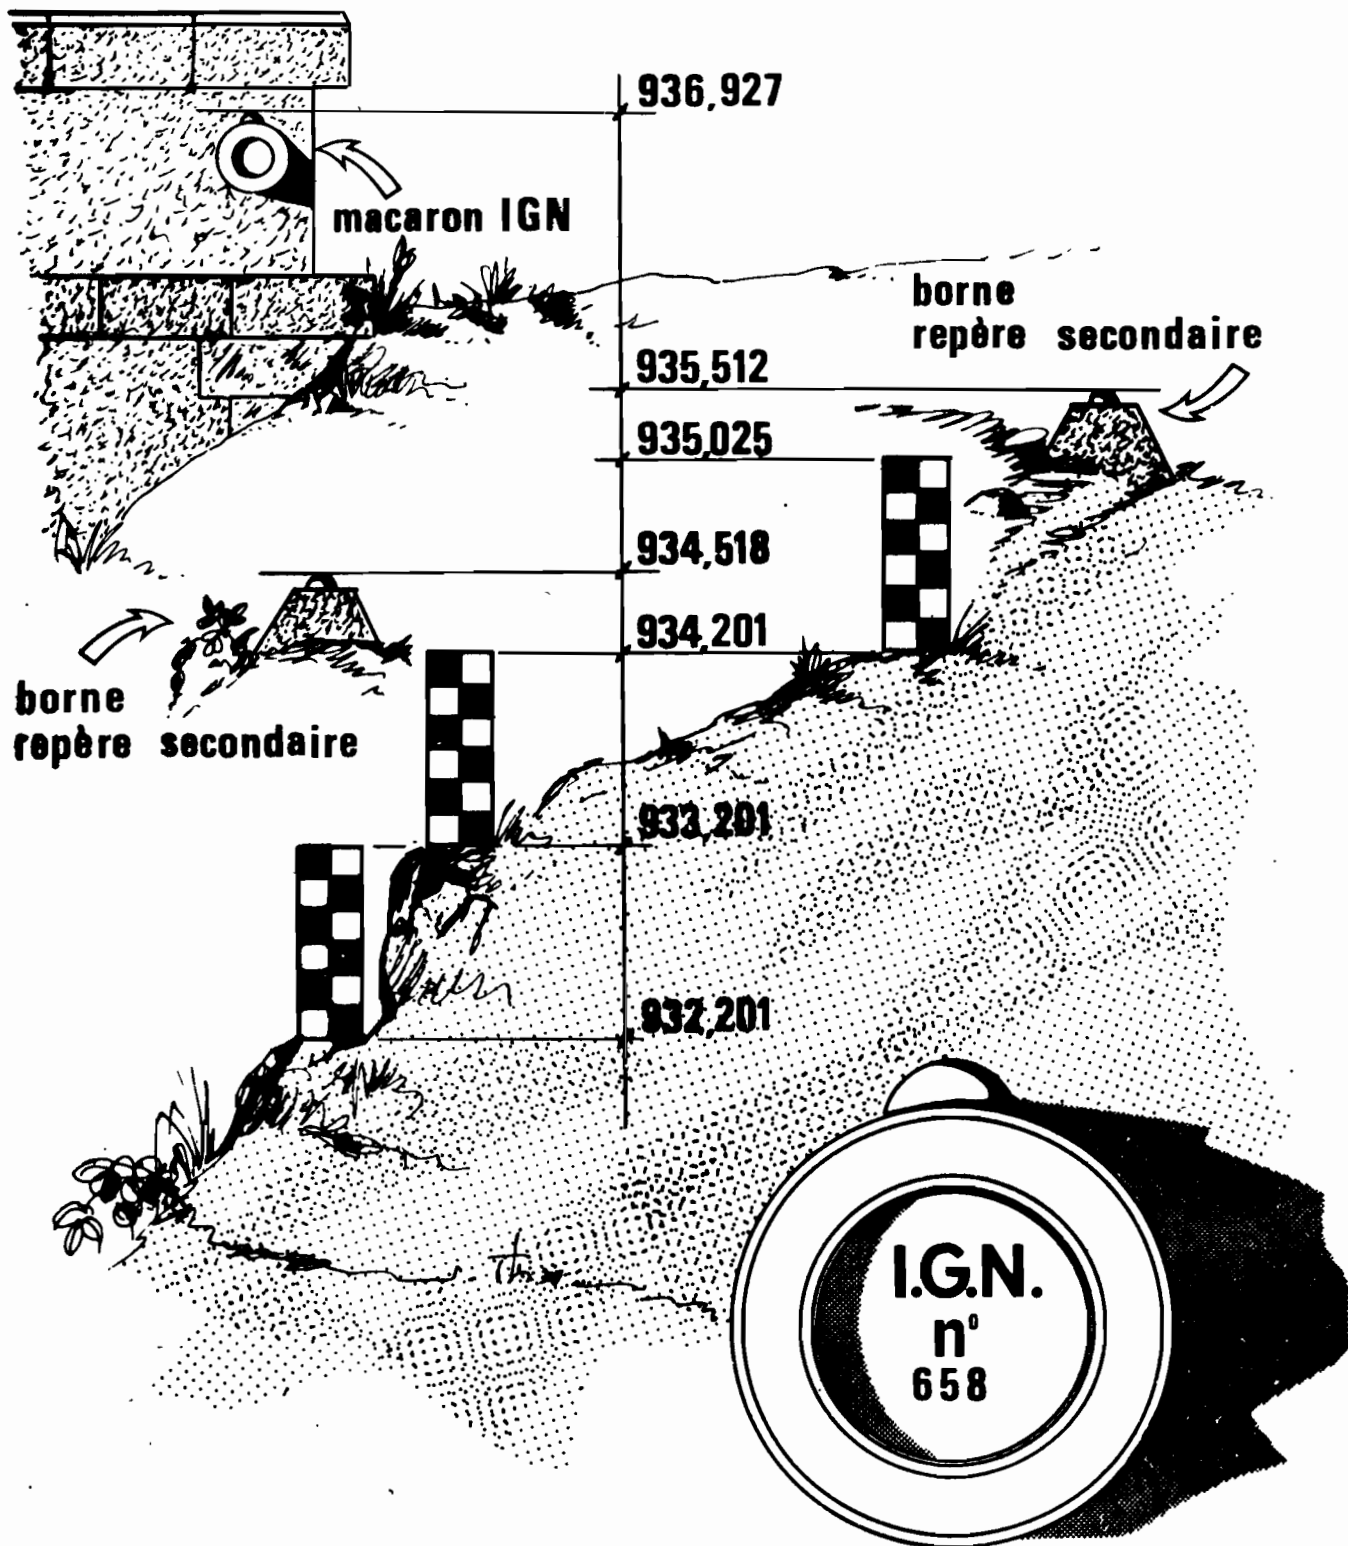 936,927
macaron IGN
borne
repère secondaire
935,512
935,025
934,518
934,201
borne
repère secondaire
933,201
932,201
I.G.N.
n°
658